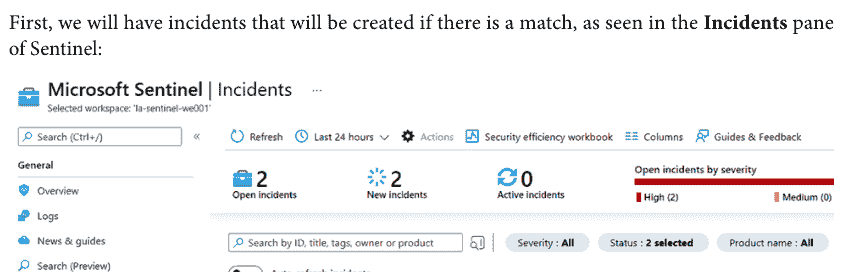 First, we will have incidents that will be created if there is a match, as seen in the Incidents pane
of Sentinel:
Microsoft Sentinel | Incidents ...
Selected workspace: 'la-sentinel-we001'
Search (Ctrl+/) «
Refresh Last 24 hours Actions Security efficiency workbook Columns Guides & Feedback
General
Overview
Logs
News & guides
Search (Preview)
2 Open incidents
2 New incidents
0 Active incidents
Open incidents by severity
High (2) Medium (0)
Search by ID, title, tags, owner or product
Severity : All Status : 2 selected Product name : All